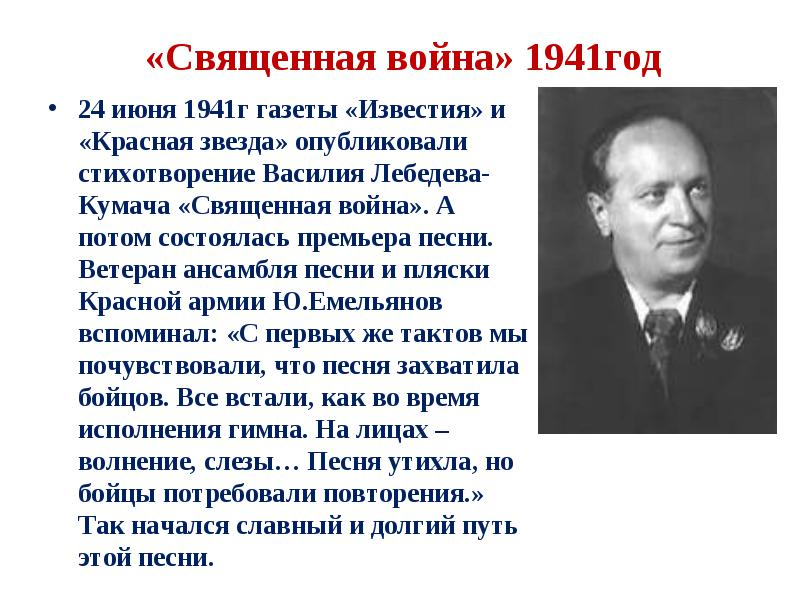 «Священная война» 1941год
• 24 июня 1941г газеты «Известия» и
«Красная звезда» опубликовали
стихотворение Василия Лебедева-
Кумача «Священная война». А
потом состоялась премьера песни.
Ветеран ансамбля песни и пляски
Красной армии Ю.Емельянов
вспоминал: «С первых же тактов мы
почувствовали, что песня захватила
бойцов. Все встали, как во время
исполнения гимна. На лицах –
волнение, слезы… Песня утихла, но
бойцы потребовали повторения.»
Так начался славный и долгий путь
этой песни.